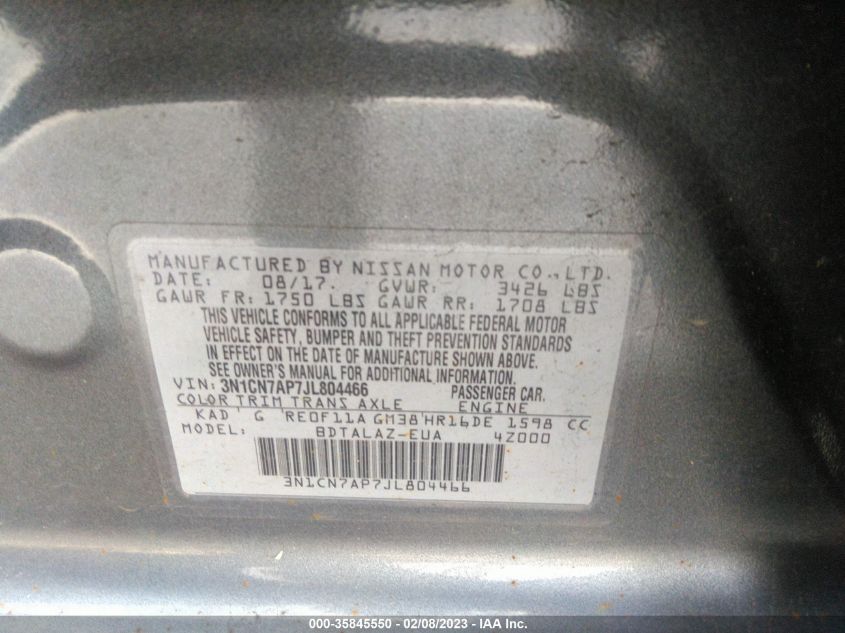 MANUFACTURED BY NISSAN MOTOR CO.,LTD.
DATE: 08/17. GVWR: 3426 LBS
GAWR FR: 1750 LBS GAWR RR: 1708 LBS
THIS VEHICLE CONFORMS TO ALL APPLICABLE FEDERAL MOTOR
VEHICLE SAFETY, BUMPER AND THEFT PREVENTION STANDARDS
IN EFFECT ON THE DATE OF MANUFACTURE SHOWN ABOVE.
SEE OWNER'S MANUAL FOR ADDITIONAL INFORMATION.
VIN: 3N1CN7AP7JL804466 PASSENGER CAR.
COLOR TRIM TRANS AXLE ENGINE
KAD G RE0F11A GM38 HR16DE 1598 CC
MODEL: BDTALAZ-EUA 4Z000
3N1CN7AP7JL804466
000-35845550 - 02/08/2023 - IAA Inc.